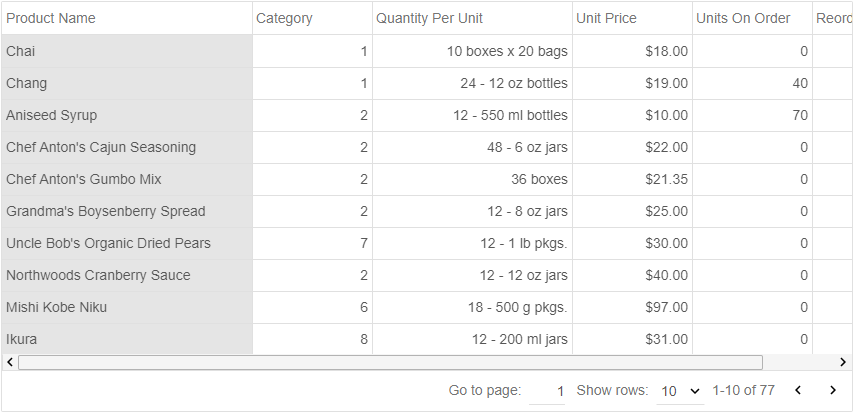 Product Name Category Quantity Per Unit Unit Price Units On Order Reord
Chai 1 10 boxes x 20 bags $18.00 0
Chang 1 24 - 12 oz bottles $19.00 40
Aniseed Syrup 2 12 - 550 ml bottles $10.00 70
Chef Anton's Cajun Seasoning 2 48 - 6 oz jars $22.00 0
Chef Anton's Gumbo Mix 2 36 boxes $21.35 0
Grandma's Boysenberry Spread 2 12 - 8 oz jars $25.00 0
Uncle Bob's Organic Dried Pears 7 12 - 1 lb pkgs. $30.00 0
Northwoods Cranberry Sauce 2 12 - 12 oz jars $40.00 0
Mishi Kobe Niku 6 18 - 500 g pkgs. $97.00 0
Ikura 8 12 - 200 ml jars $31.00 0
Go to page: 1 Show rows: 10 1-10 of 77